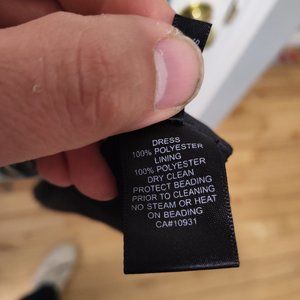 DRESS
100% POLYESTER
LINING
100% POLYESTER
DRY CLEAN
PROTECT BEADING
PRIOR TO CLEANING
NO STEAM OR HEAT
ON BEADING
CA#10931